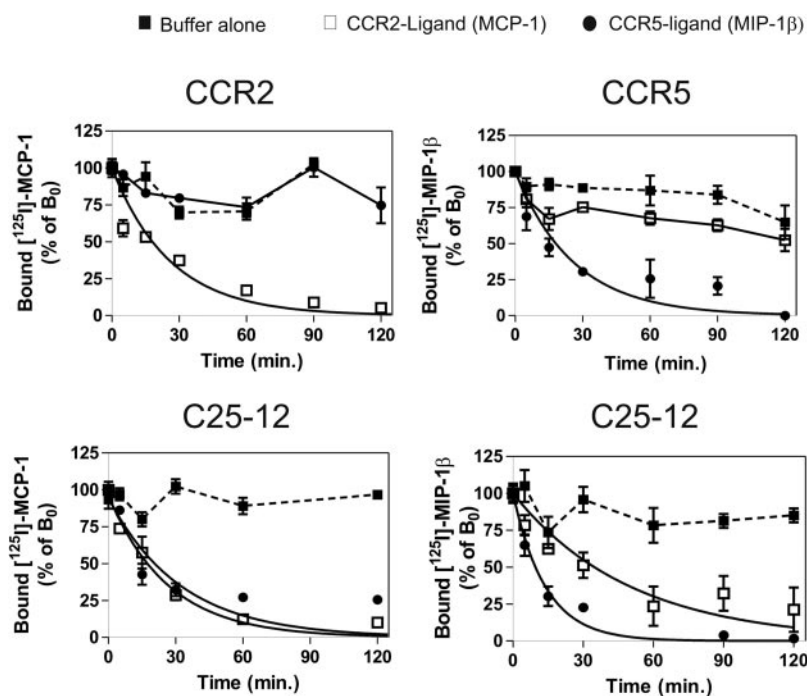 Buffer alone
CCR2-Ligand (MCP-1)
CCR5-ligand (MIP-1β)
CCR2
Bound [¹²⁵I]-MCP-1
(% of B₀)
125
100
75
50
25
0
0 30 60 90 120
Time (min.)
CCR5
Bound [¹²⁵I]-MIP-1β
(% of B₀)
125
100
75
50
25
0
0 30 60 90 120
Time (min.)
C25-12
Bound [¹²⁵I]-MCP-1
(% of B₀)
125
100
75
50
25
0
0 30 60 90 120
Time (min.)
C25-12
Bound [¹²⁵I]-MIP-1β
(% of B₀)
125
100
75
50
25
0
0 30 60 90 120
Time (min.)